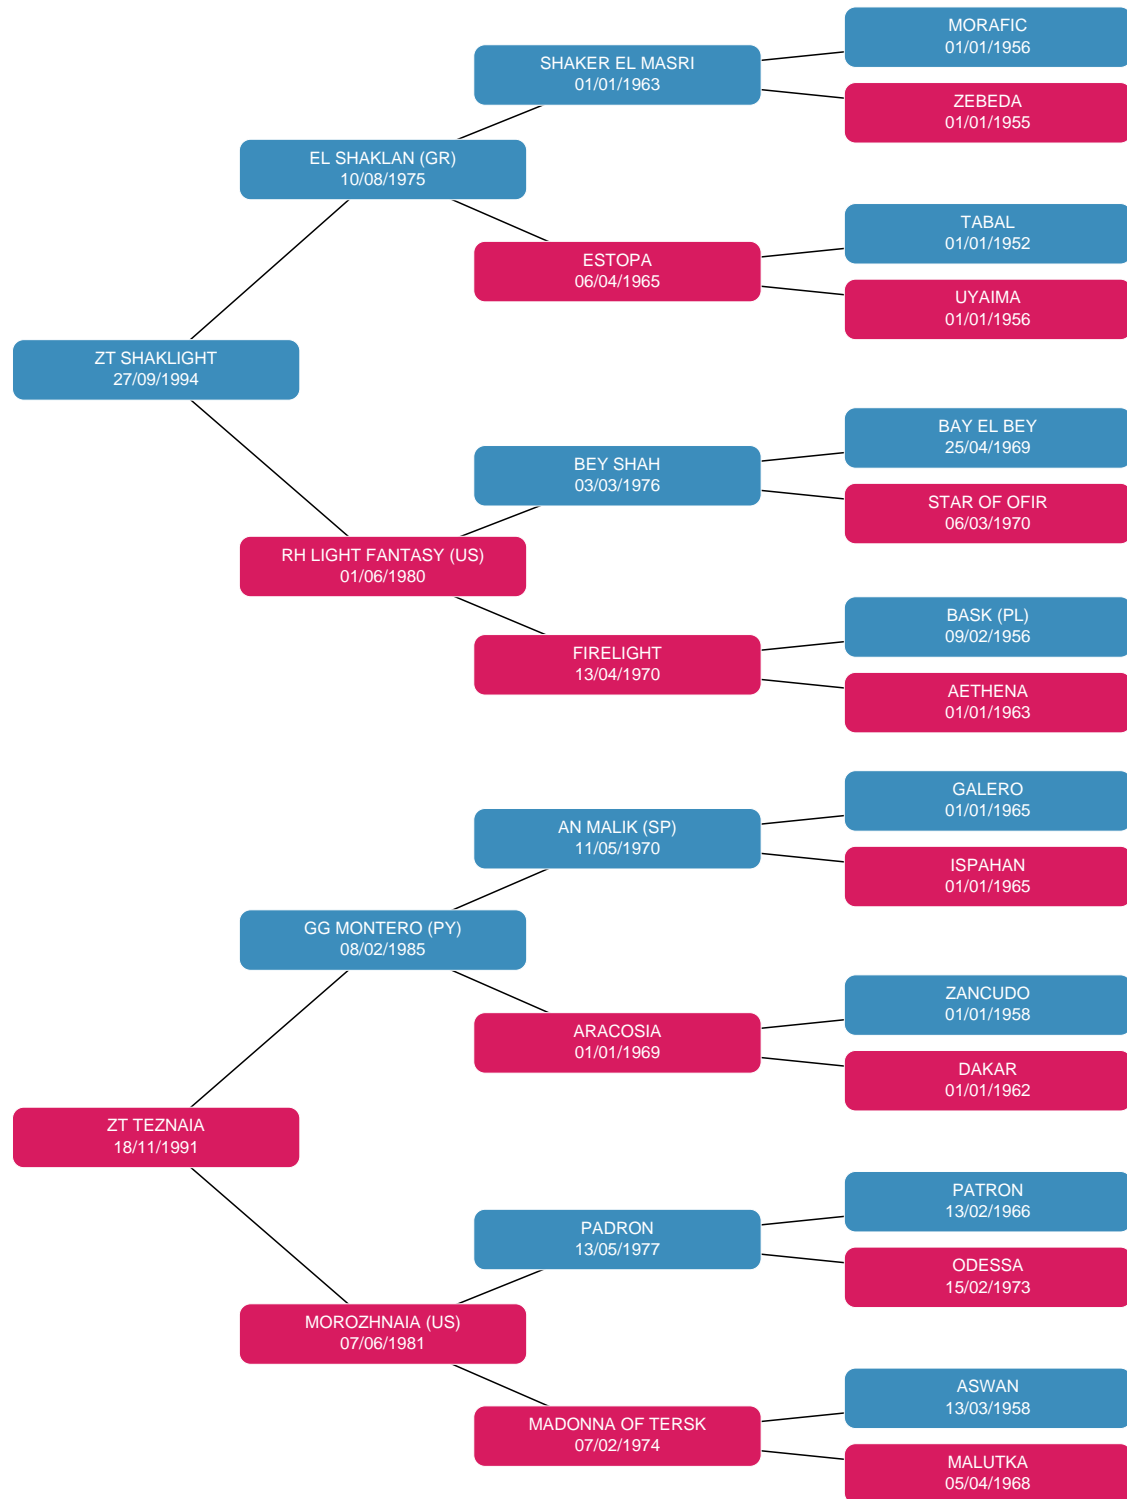 MORAFIC
01/01/1956
SHAKER EL MASRI
01/01/1963
ZEBEDA
01/01/1955
EL SHAKLAN (GR)
10/08/1975
TABAL
01/01/1952
ESTOPA
06/04/1965
UYAIMA
01/01/1956
ZT SHAKLIGHT
27/09/1994
BAY EL BEY
25/04/1969
BEY SHAH
03/03/1976
STAR OF OFIR
06/03/1970
RH LIGHT FANTASY (US)
01/06/1980
BASK (PL)
09/02/1956
FIRELIGHT
13/04/1970
AETHENA
01/01/1963
GALERO
01/01/1965
AN MALIK (SP)
11/05/1970
ISPAHAN
01/01/1965
GG MONTERO (PY)
08/02/1985
ZANCUDO
01/01/1958
ARACOSIA
01/01/1969
DAKAR
01/01/1962
ZT TEZNAIA
18/11/1991
PATRON
13/02/1966
PADRON
13/05/1977
ODESSA
15/02/1973
MOROZHNAIA (US)
07/06/1981
ASWAN
13/03/1958
MADONNA OF TERSK
07/02/1974
MALUTKA
05/04/1968